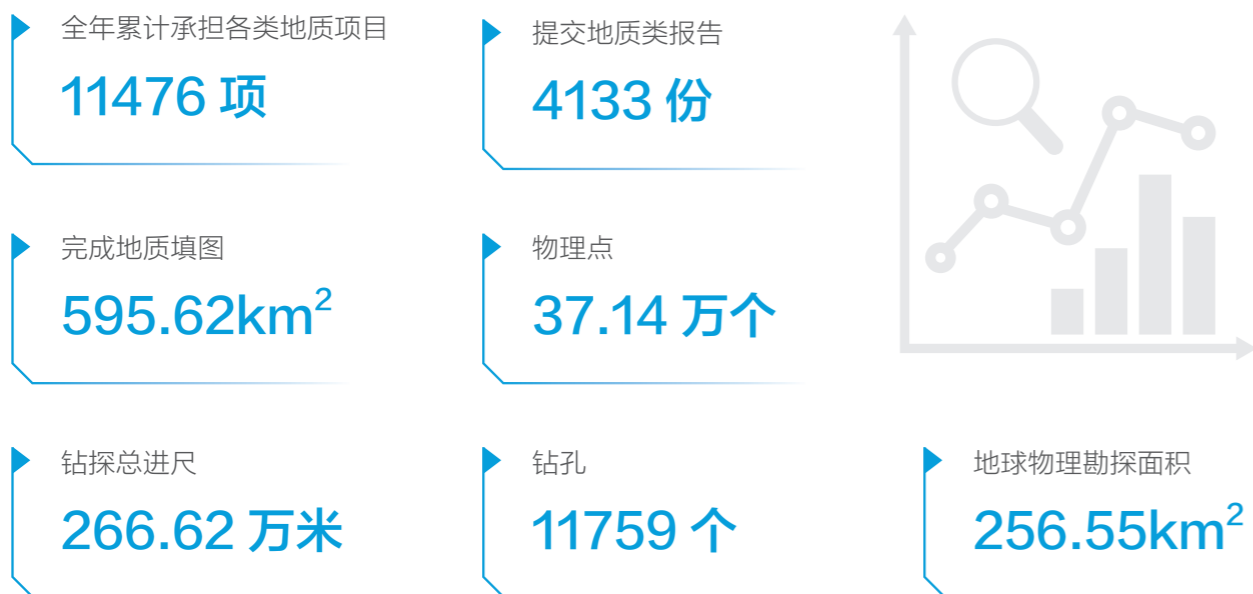 全年累计承担各类地质项目
11476 项
提交地质类报告
4133 份
完成地质填图
595.62km²
物理点
37.14 万个
钻探总进尺
266.62 万米
钻孔
11759 个
地球物理勘探面积
256.55km²